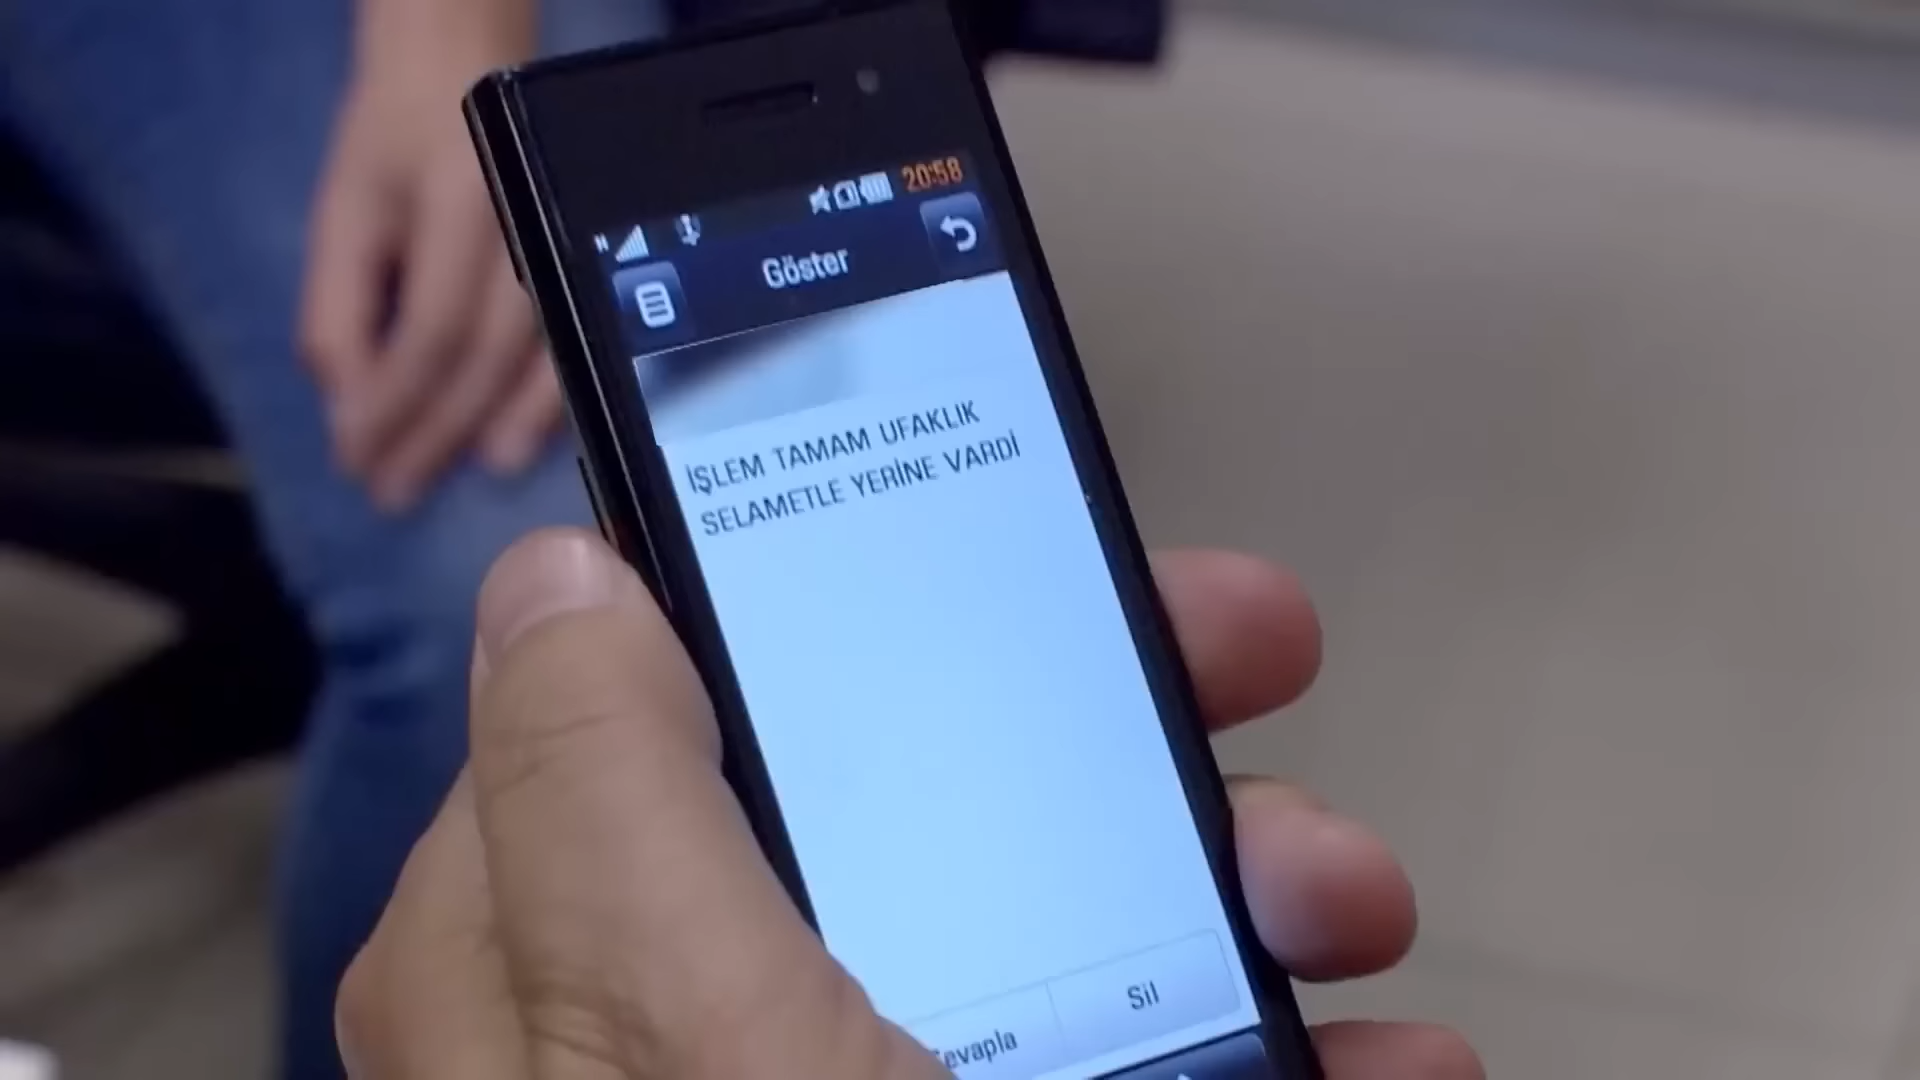 20:58
Göster
İŞLEM TAMAM UFAKLIK
SELAMETLE YERİNE VARDİ
Sil